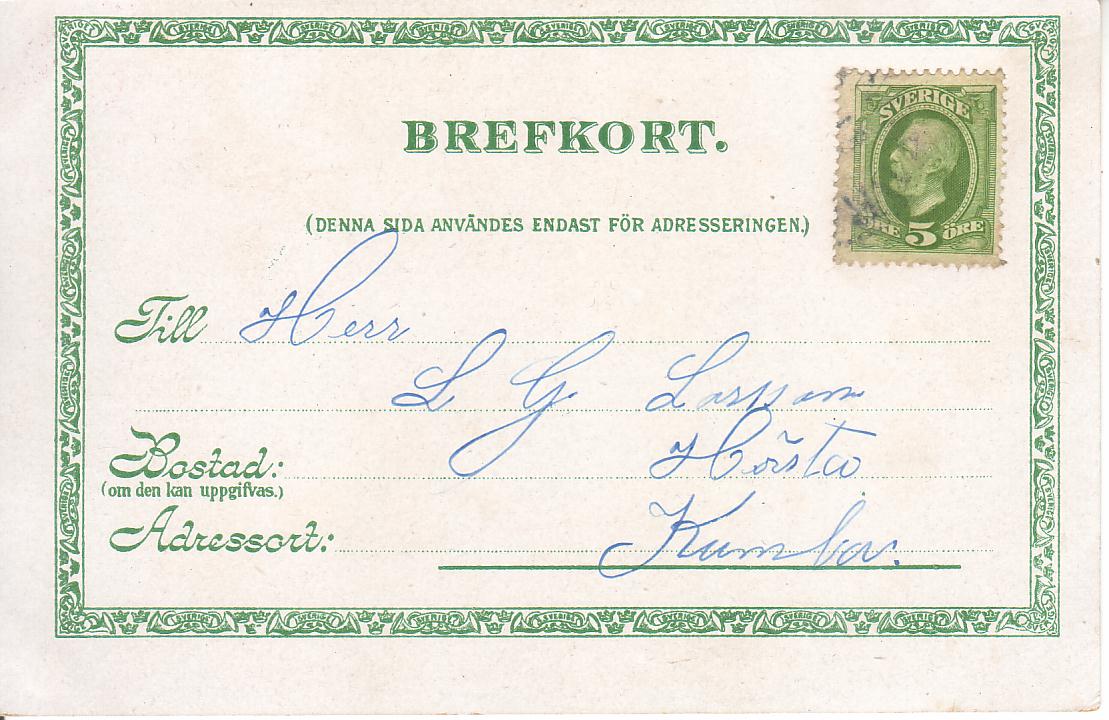 BREFKORT.
(DENNA SIDA ANVÄNDES ENDAST FÖR ADRESSERINGEN.)
SVERIGE
5 ÖRE
Till Herr
L G Larsson
Bostad: Hörsta
(om den kan uppgifvas.)
Adressort: Kumla.